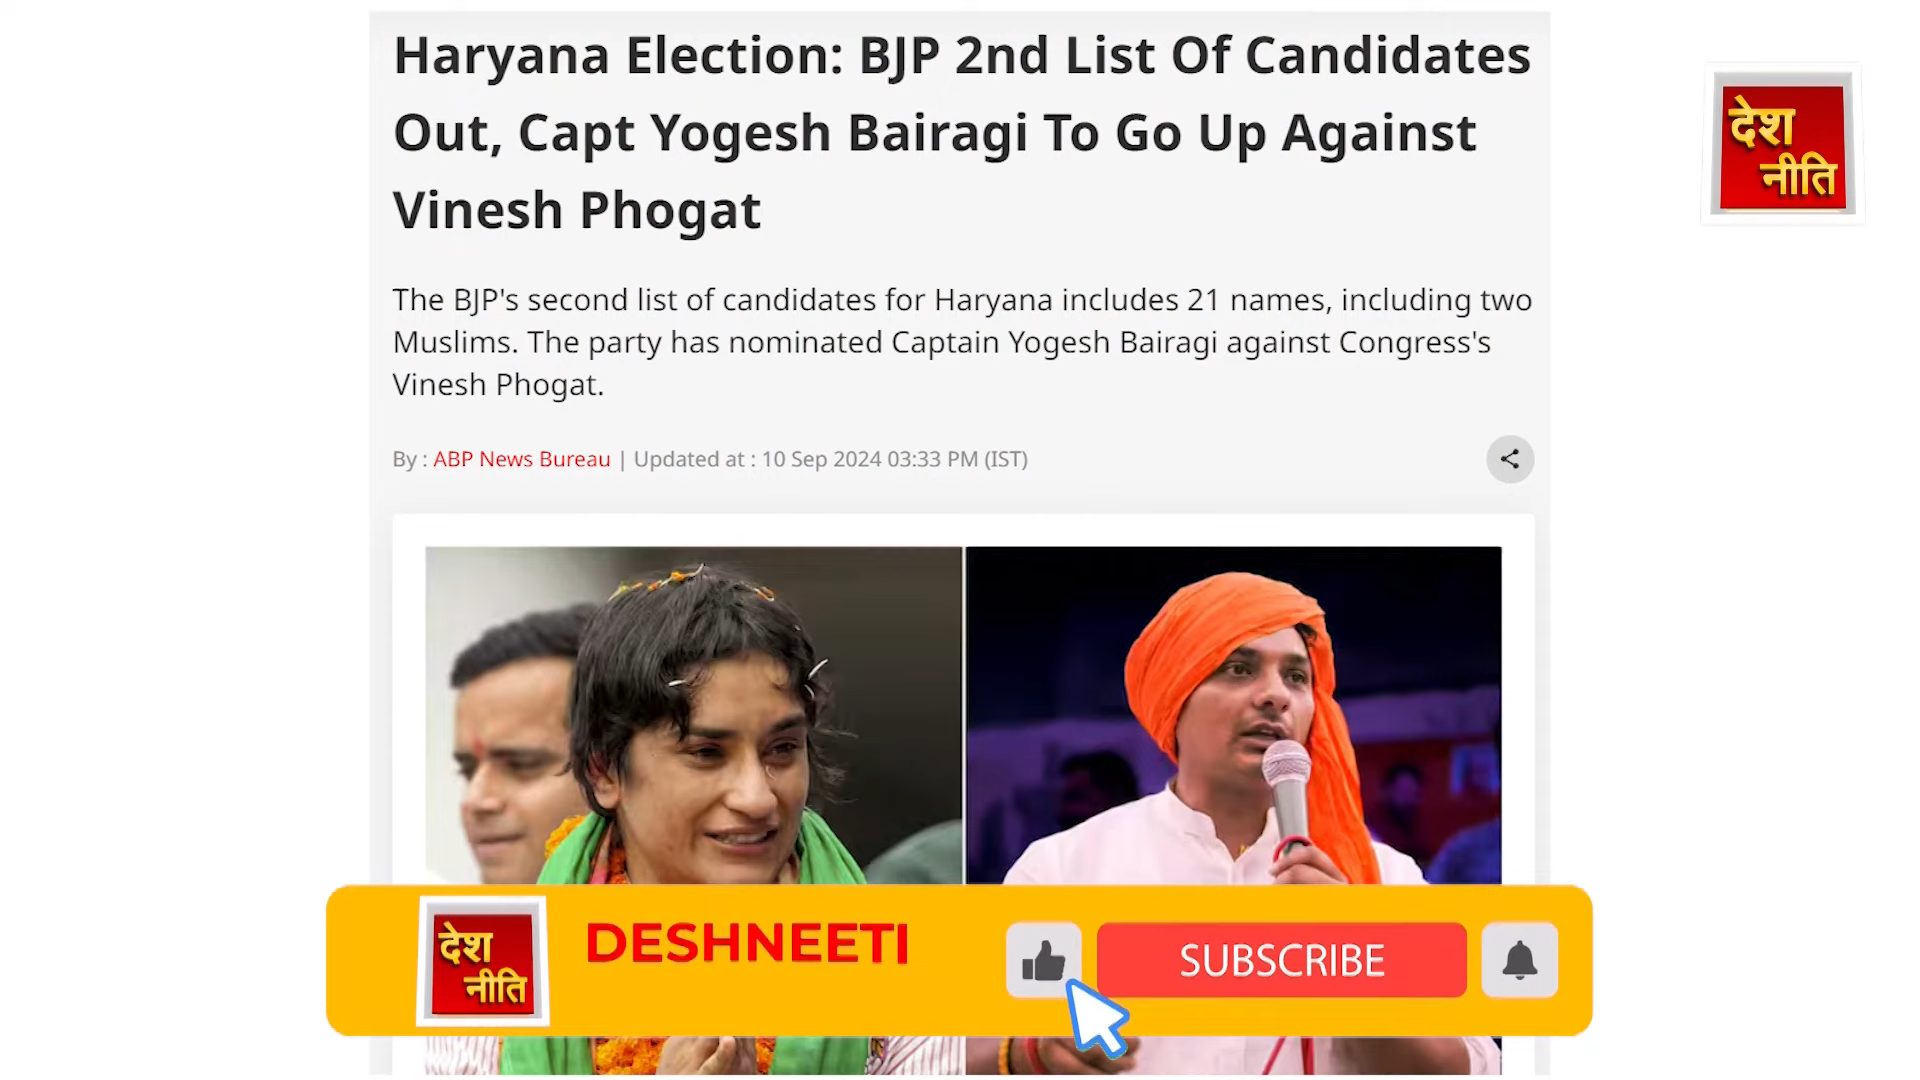 Haryana Election: BJP 2nd List Of Candidates
Out, Capt Yogesh Bairagi To Go Up Against
Vinesh Phogat
देश
नीति
The BJP's second list of candidates for Haryana includes 21 names, including two
Muslims. The party has nominated Captain Yogesh Bairagi against Congress's
Vinesh Phogat.
By : ABP News Bureau | Updated at : 10 Sep 2024 03:33 PM (IST)
देश
नीति
DESHNEETI
SUBSCRIBE